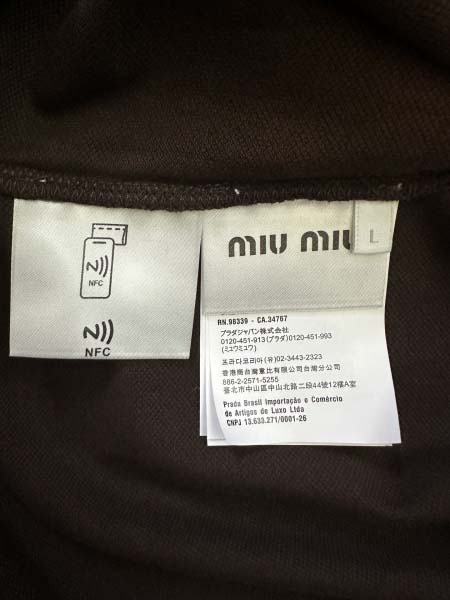 NFC
NFC
miu miu
L
RN.98339 - CA.34767
プラダジャパン株式会社
0120-451-913(プラダ)0120-451-993
(ミュウミュウ)
프라다코리아(유)02-3443-2323
香港商台灣童比有限公司台灣分公司
886-2-2571-5255
臺北市中山區中山北路二段44號12樓A室
Prada Brasil Importação e Comércio
de Artigos de Luxo Ltda
CNPJ 13.633.271/0001-26